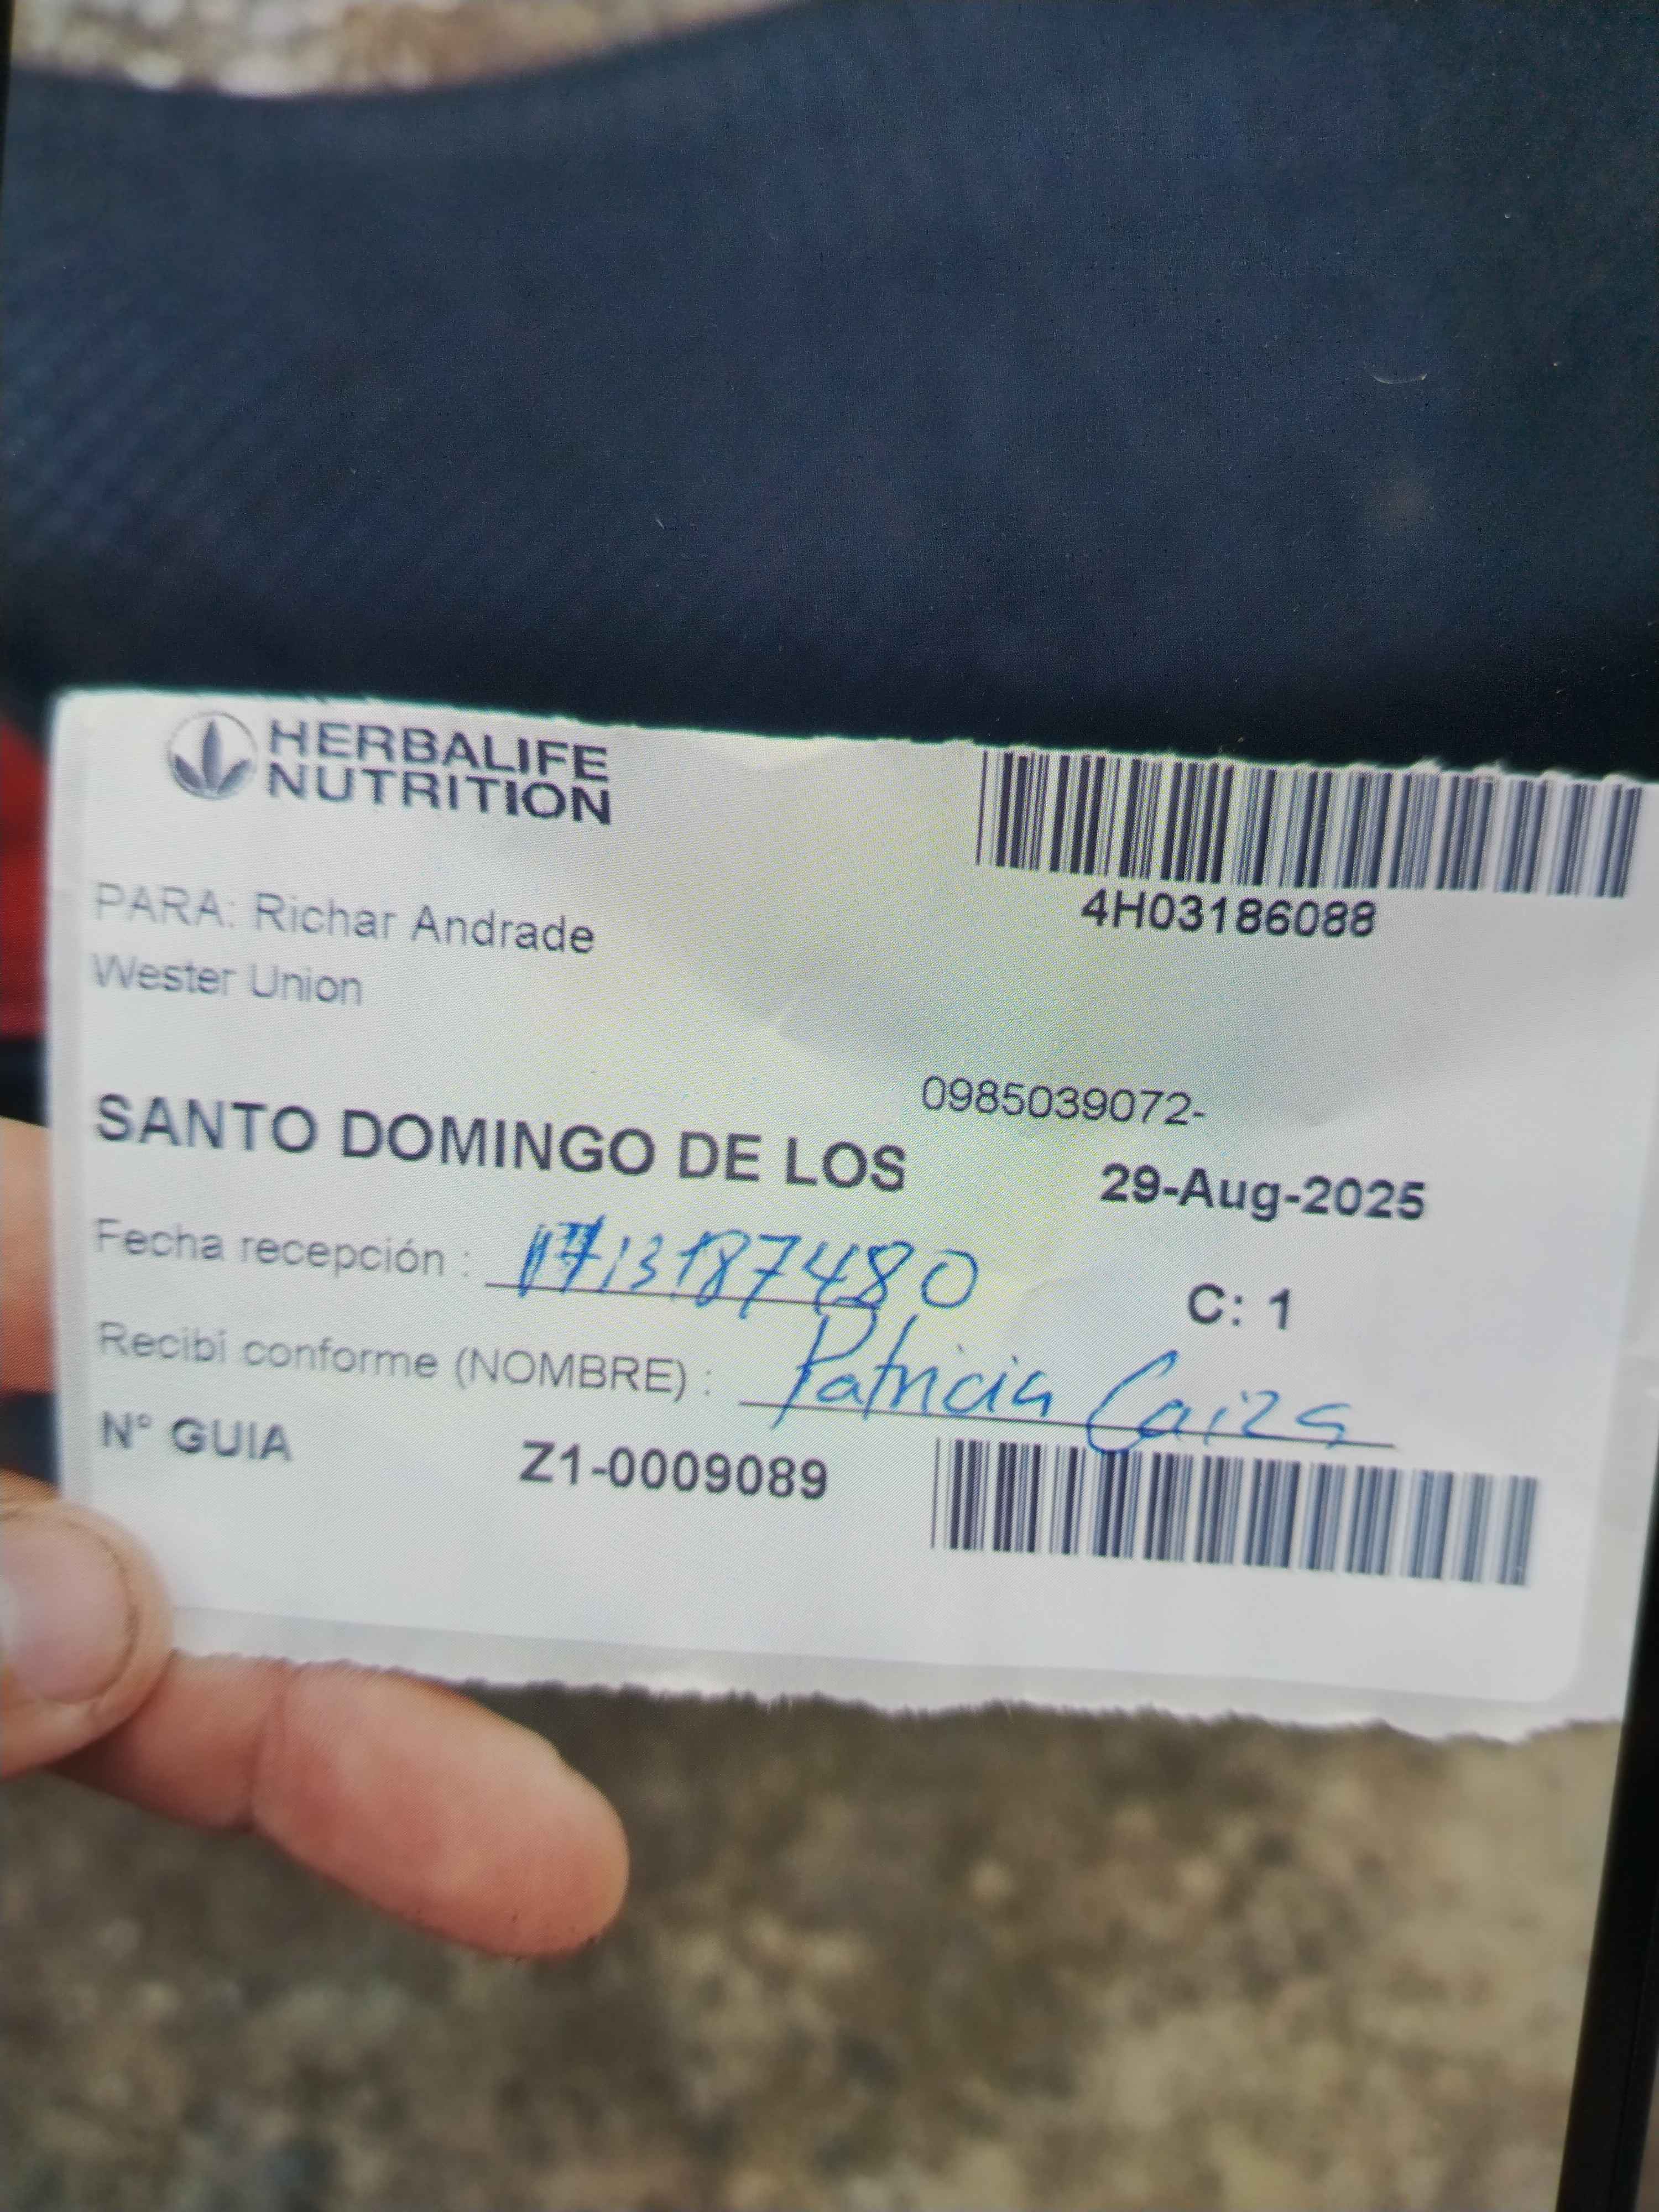 HERBALIFE
NUTRITION
4H03186088
PARA: Richar Andrade
Wester Union
0985039072-
SANTO DOMINGO DE LOS
29-Aug-2025
Fecha recepción :
C: 1
Recibí conforme (NOMBRE) : Patricia Caiza
N° GUIA Z1-0009089